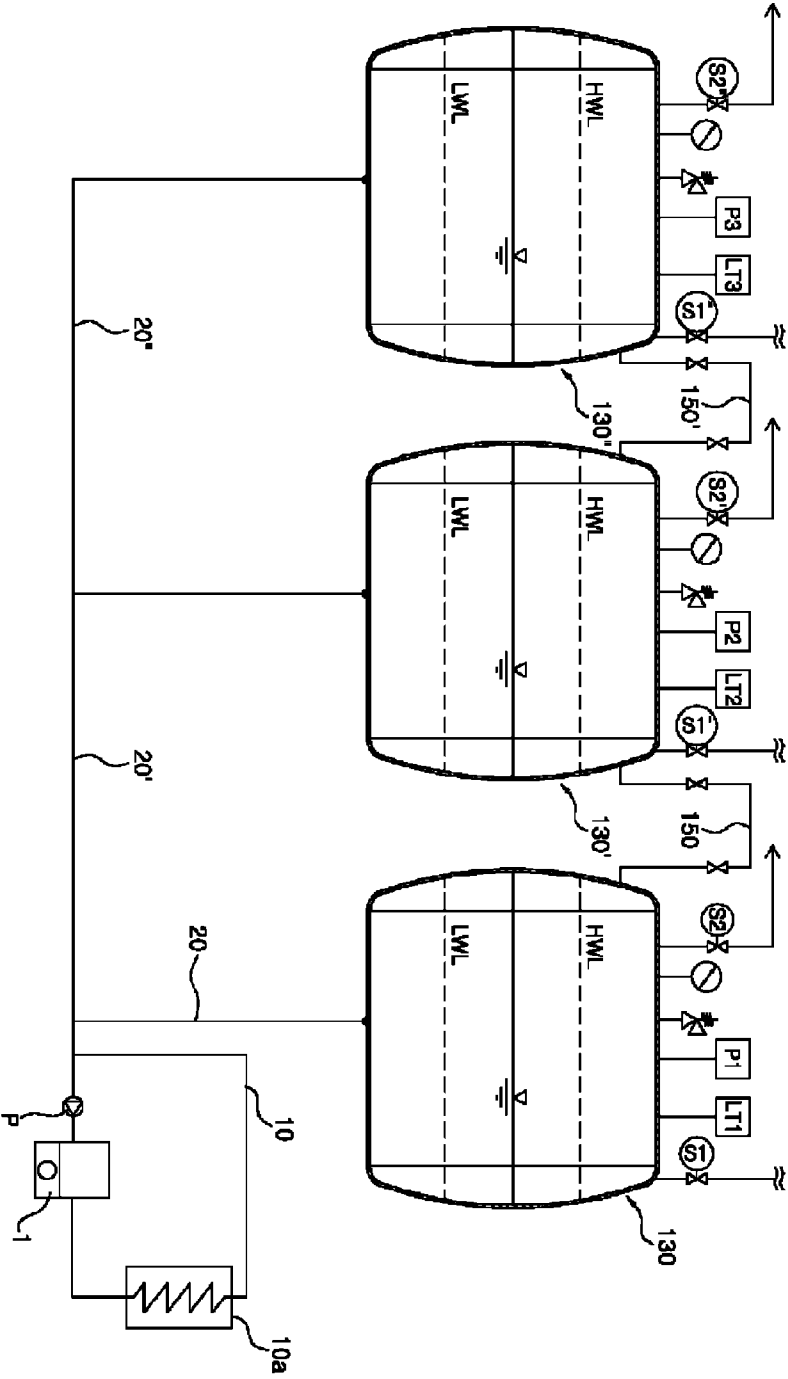 S2"
P3
LT3
S1"
150'
S2'
P2
LT2
S1'
150
S2
P1
LT1
S1
HWL
130"
HWL
130'
HWL
130
LWL
LWL
LWL
10
10a
20
20"
20'
1
P